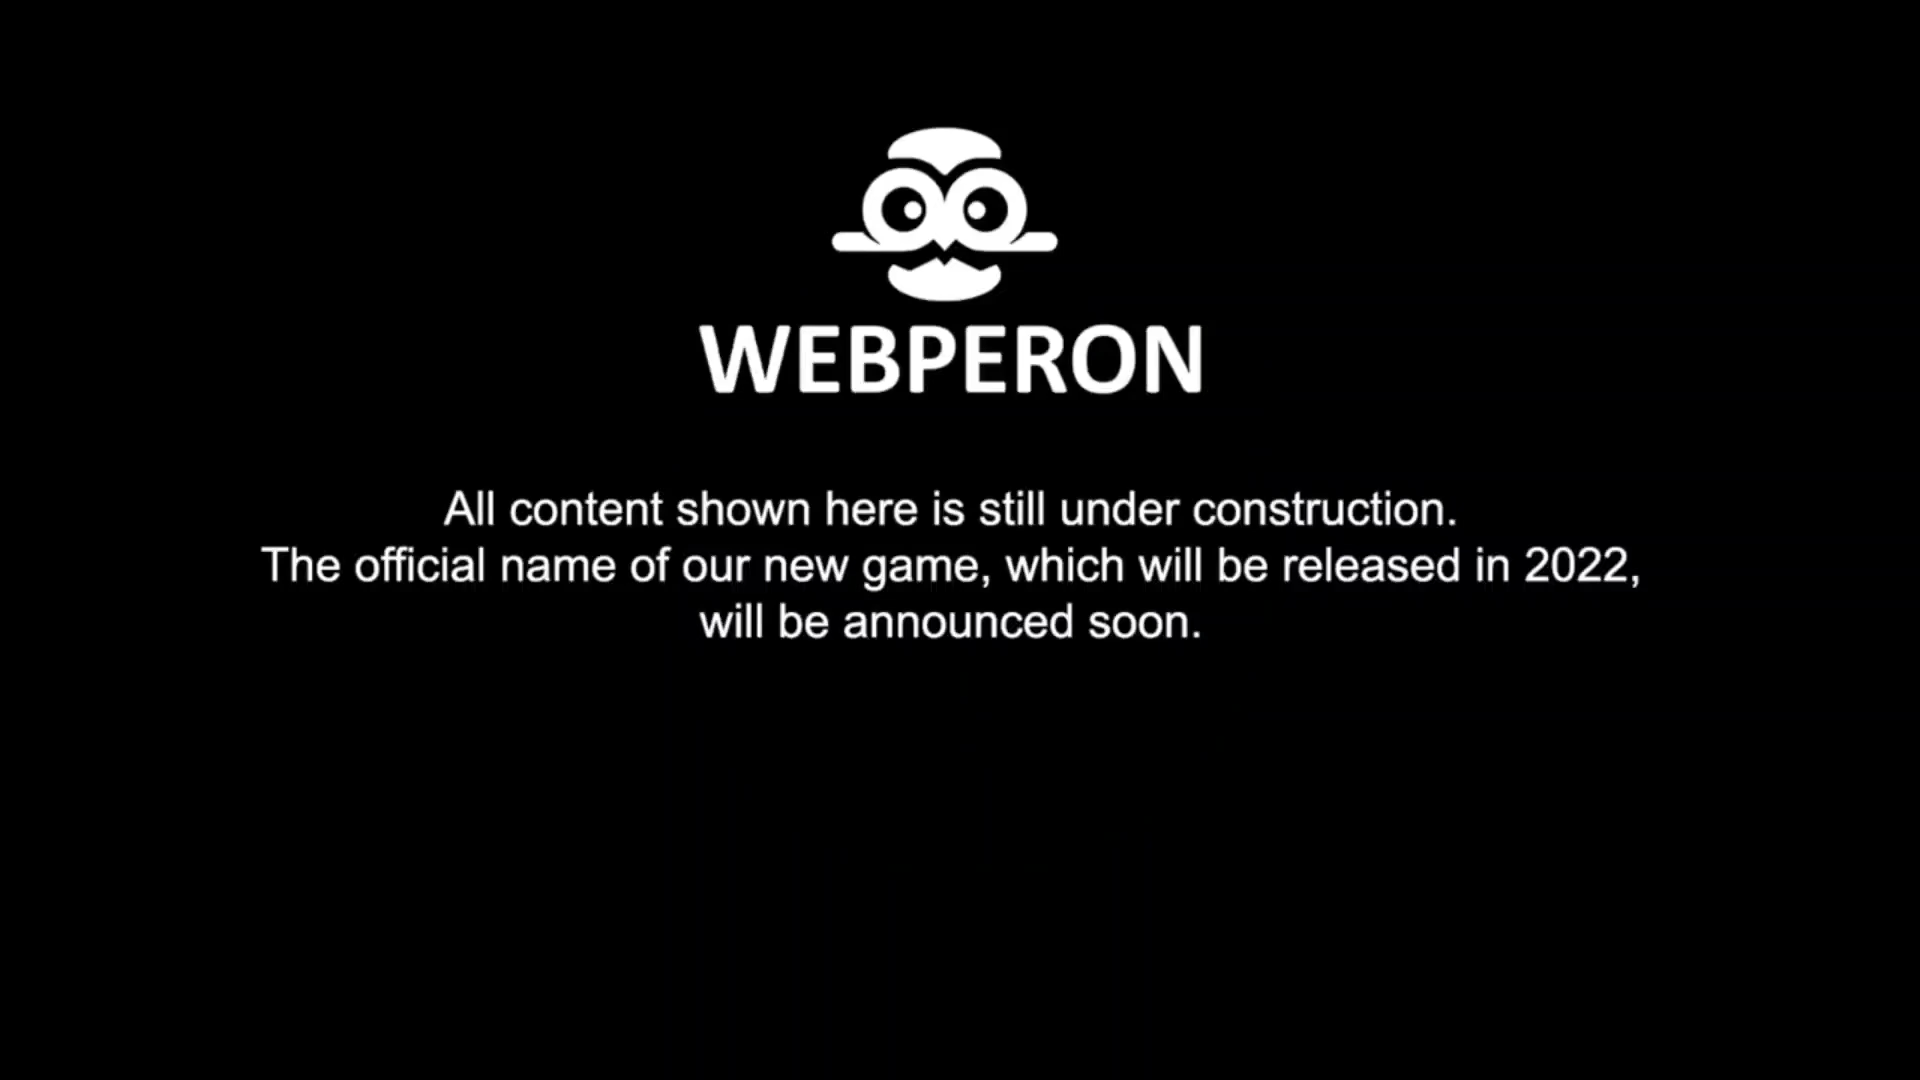 WEBPERON
All content shown here is still under construction.
The official name of our new game, which will be released in 2022,
will be announced soon.